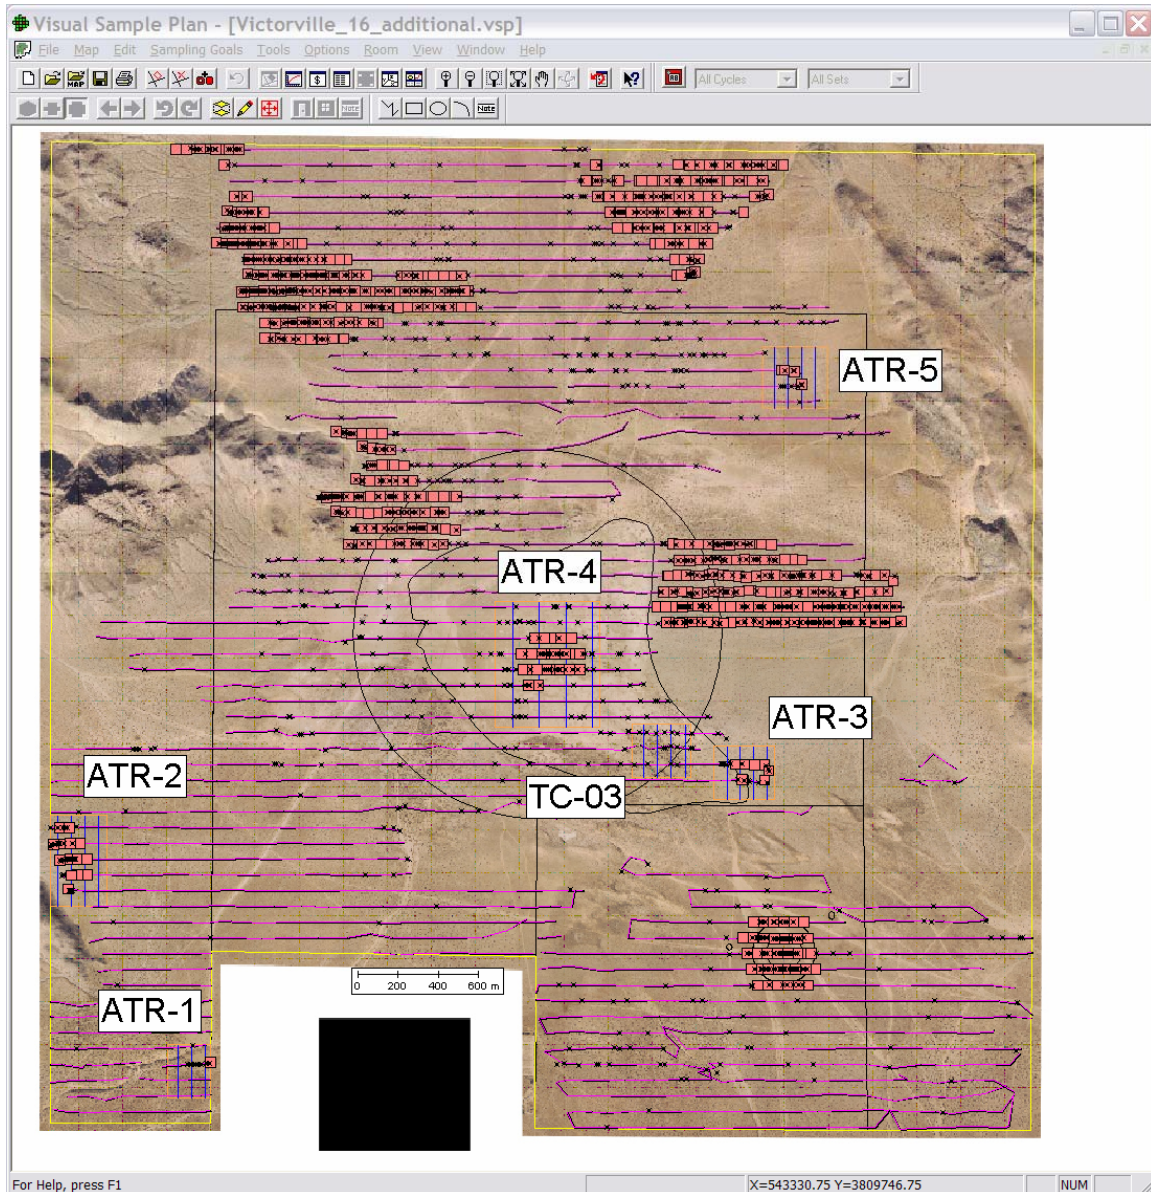 Visual Sample Plan - [Victorville_16_additional.vsp]
File Map Edit Sampling Goals Tools Options Room View Window Help
MAP
All Cycles All Sets
Note Note
ATR-5
ATR-4
ATR-3
ATR-2
TC-03
ATR-1
0 200 400 600 m
For Help, press F1 X=543330.75 Y=3809746.75 NUM